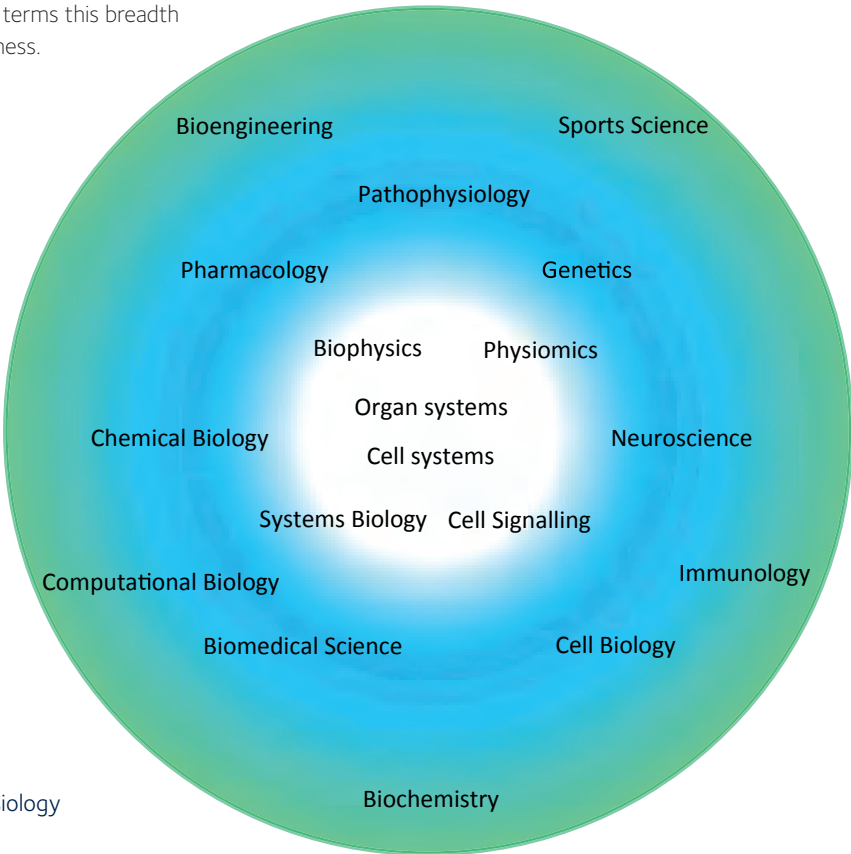 terms this breadth
ness.
Bioengineering
Sports Science
Pathophysiology
Pharmacology
Genetics
Biophysics
Physiomics
Organ systems
Chemical Biology
Neuroscience
Cell systems
Systems Biology
Cell Signalling
Computational Biology
Immunology
Biomedical Science
Cell Biology
Biochemistry
iology